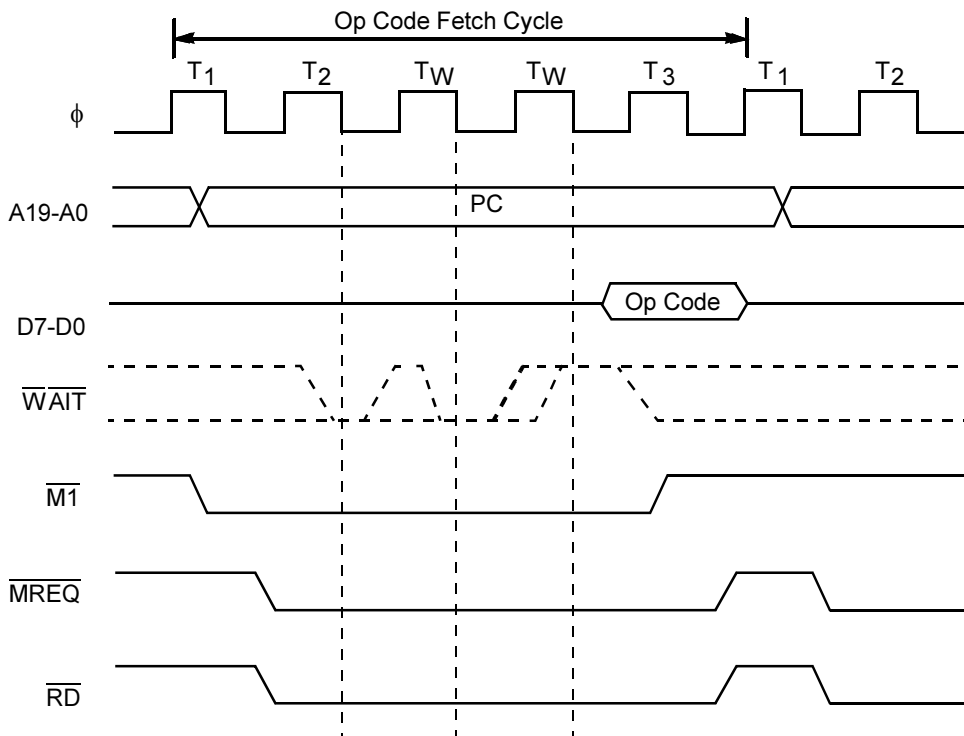 Op Code Fetch Cycle
T1 T2 TW TW T3 T1 T2
ϕ
A19-A0
PC
Op Code
D7-D0
WAIT
M1
MREQ
RD